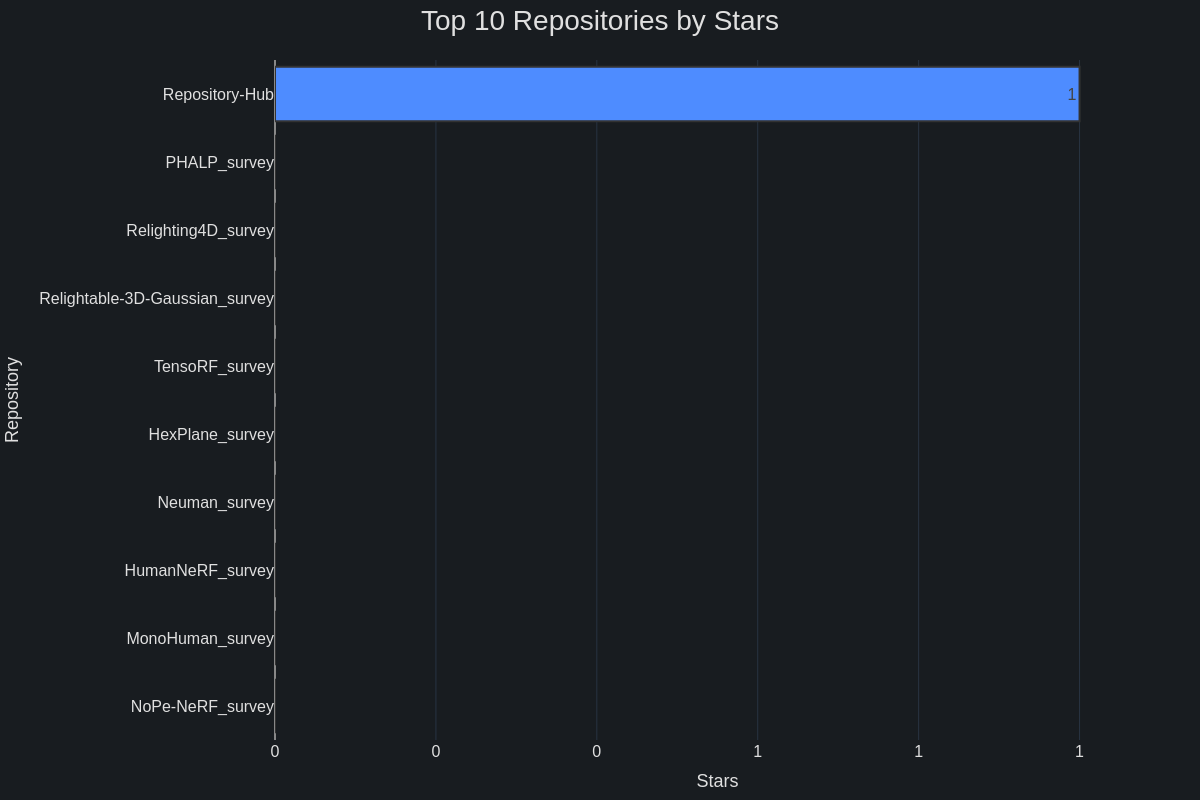 Top 10 Repositories by Stars
Repository-Hub
1
PHALP_survey
Relighting4D_survey
Relightable-3D-Gaussian_survey
TensoRF_survey
HexPlane_survey
Neuman_survey
HumanNeRF_survey
MonoHuman_survey
NoPe-NeRF_survey
Repository
0 0 0 1 1 1
Stars